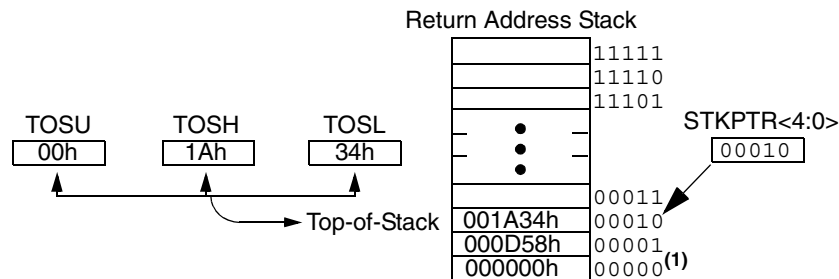 Return Address Stack
11111
11110
11101
TOSU TOSH TOSL STKPTR<4:0>
00h 1Ah 34h 00010
00011
Top-of-Stack 001A34h 00010
000D58h 00001
000000h 00000(1)